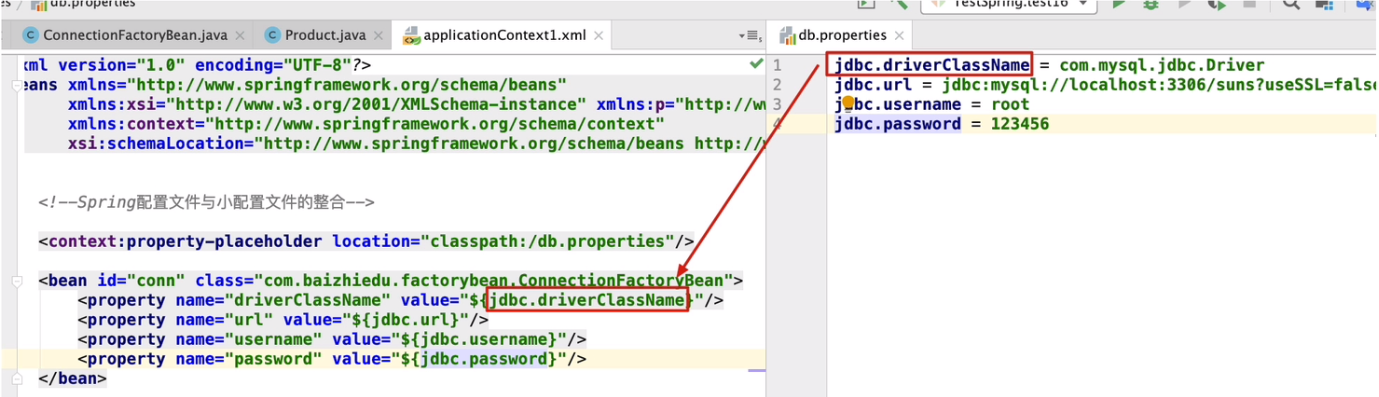 db.properties
TestSpring.test16
ConnectionFactoryBean.java
Product.java
applicationContext1.xml
db.properties
xml version="1.0" encoding="UTF-8"?>
eans xmlns="http://www.springframework.org/schema/beans"
xmlns:xsi="http://www.w3.org/2001/XMLSchema-instance" xmlns:p="http://ww
xmlns:context="http://www.springframework.org/schema/context"
xsi:schemaLocation="http://www.springframework.org/schema/beans http://w
<!--Spring配置文件与小配置文件的整合-->
<context:property-placeholder location="classpath:/db.properties"/>
<bean id="conn" class="com.baizhiedu.factorybean.ConnectionFactoryBean">
<property name="driverClassName" value="${jdbc.driverClassName}"/>
<property name="url" value="${jdbc.url}"/>
<property name="username" value="${jdbc.username}"/>
<property name="password" value="${jdbc.password}"/>
</bean>
1 jdbc.driverClassName = com.mysql.jdbc.Driver
2 jdbc.url = jdbc:mysql://localhost:3306/suns?useSSL=false
3 jdbc.username = root
4 jdbc.password = 123456